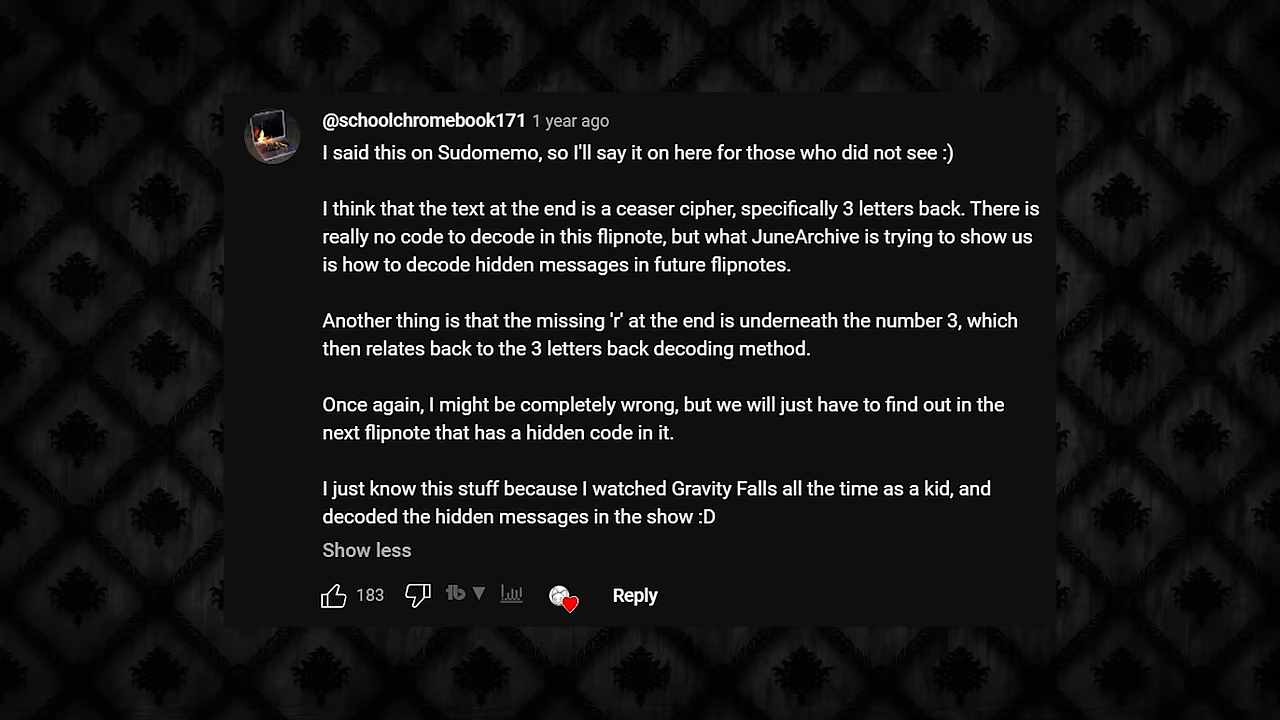 @schoolchromebook171 1 year ago
I said this on Sudomemo, so I'll say it on here for those who did not see :)
I think that the text at the end is a ceaser cipher, specifically 3 letters back. There is
really no code to decode in this flipnote, but what JuneArchive is trying to show us
is how to decode hidden messages in future flipnotes.
Another thing is that the missing 'r' at the end is underneath the number 3, which
then relates back to the 3 letters back decoding method.
Once again, I might be completely wrong, but we will just have to find out in the
next flipnote that has a hidden code in it.
I just know this stuff because I watched Gravity Falls all the time as a kid, and
decoded the hidden messages in the show :D
Show less
183 Reply